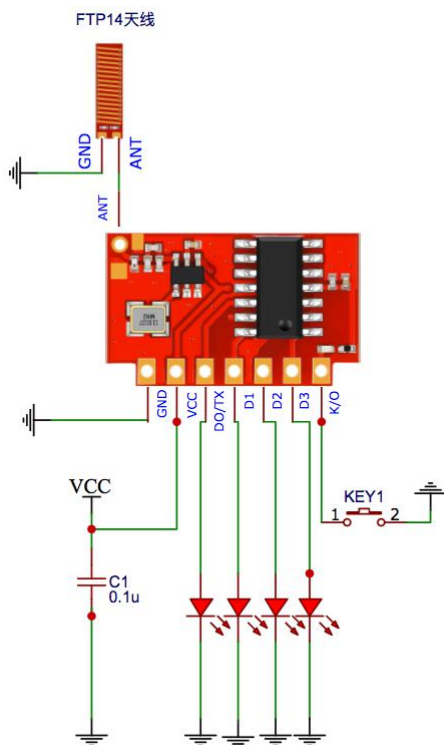 FTP14天线
GND
ANT
ANT
GND
VCC
DO/TX
D1
D2
D3
K/O
VCC
KEY1
1
2
C1
0.1u